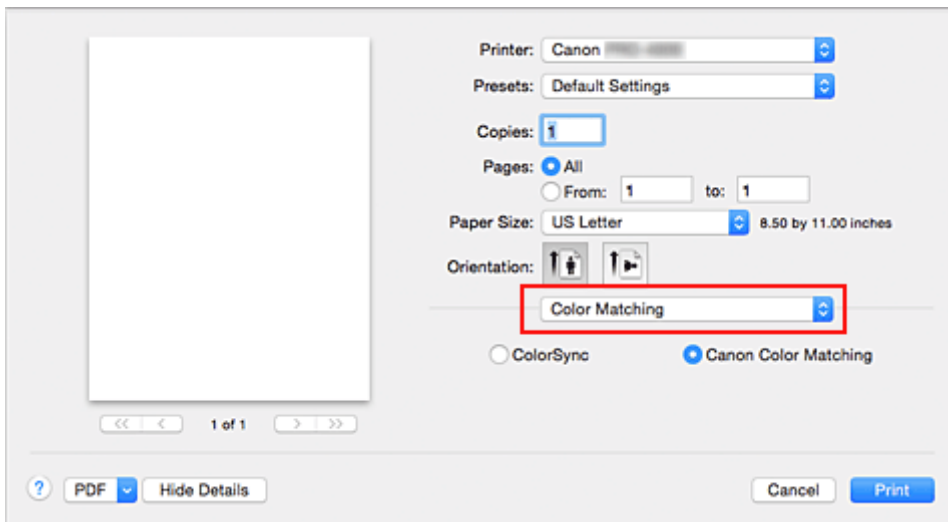 Printer: Canon
Presets: Default Settings
Copies: 1
Pages: All
From: 1 to: 1
Paper Size: US Letter 8.50 by 11.00 inches
Orientation:
Color Matching
ColorSync Canon Color Matching
<< < 1 of 1 > >>
? PDF Hide Details Cancel Print